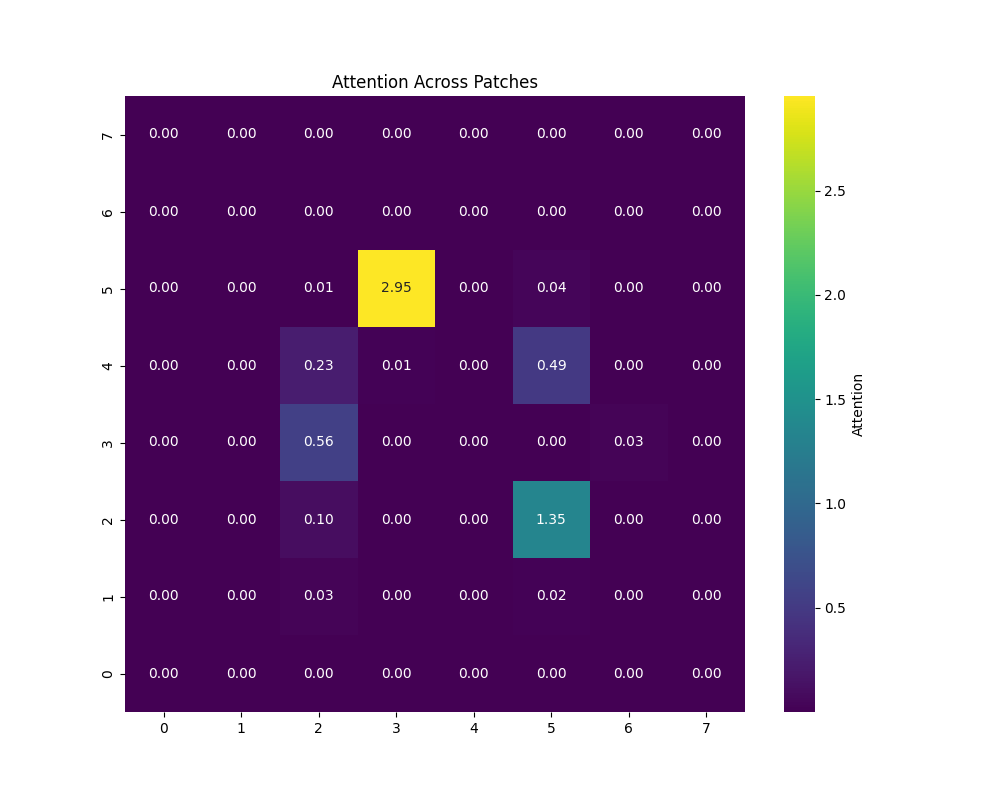 Attention Across Patches
7 0.00 0.00 0.00 0.00 0.00 0.00 0.00 0.00
6 0.00 0.00 0.00 0.00 0.00 0.00 0.00 0.00
5 0.00 0.00 0.01 2.95 0.00 0.04 0.00 0.00
4 0.00 0.00 0.23 0.01 0.00 0.49 0.00 0.00
3 0.00 0.00 0.56 0.00 0.00 0.00 0.03 0.00
2 0.00 0.00 0.10 0.00 0.00 1.35 0.00 0.00
1 0.00 0.00 0.03 0.00 0.00 0.02 0.00 0.00
0 0.00 0.00 0.00 0.00 0.00 0.00 0.00 0.00
0 1 2 3 4 5 6 7
2.5
2.0
1.5
1.0
0.5
Attention